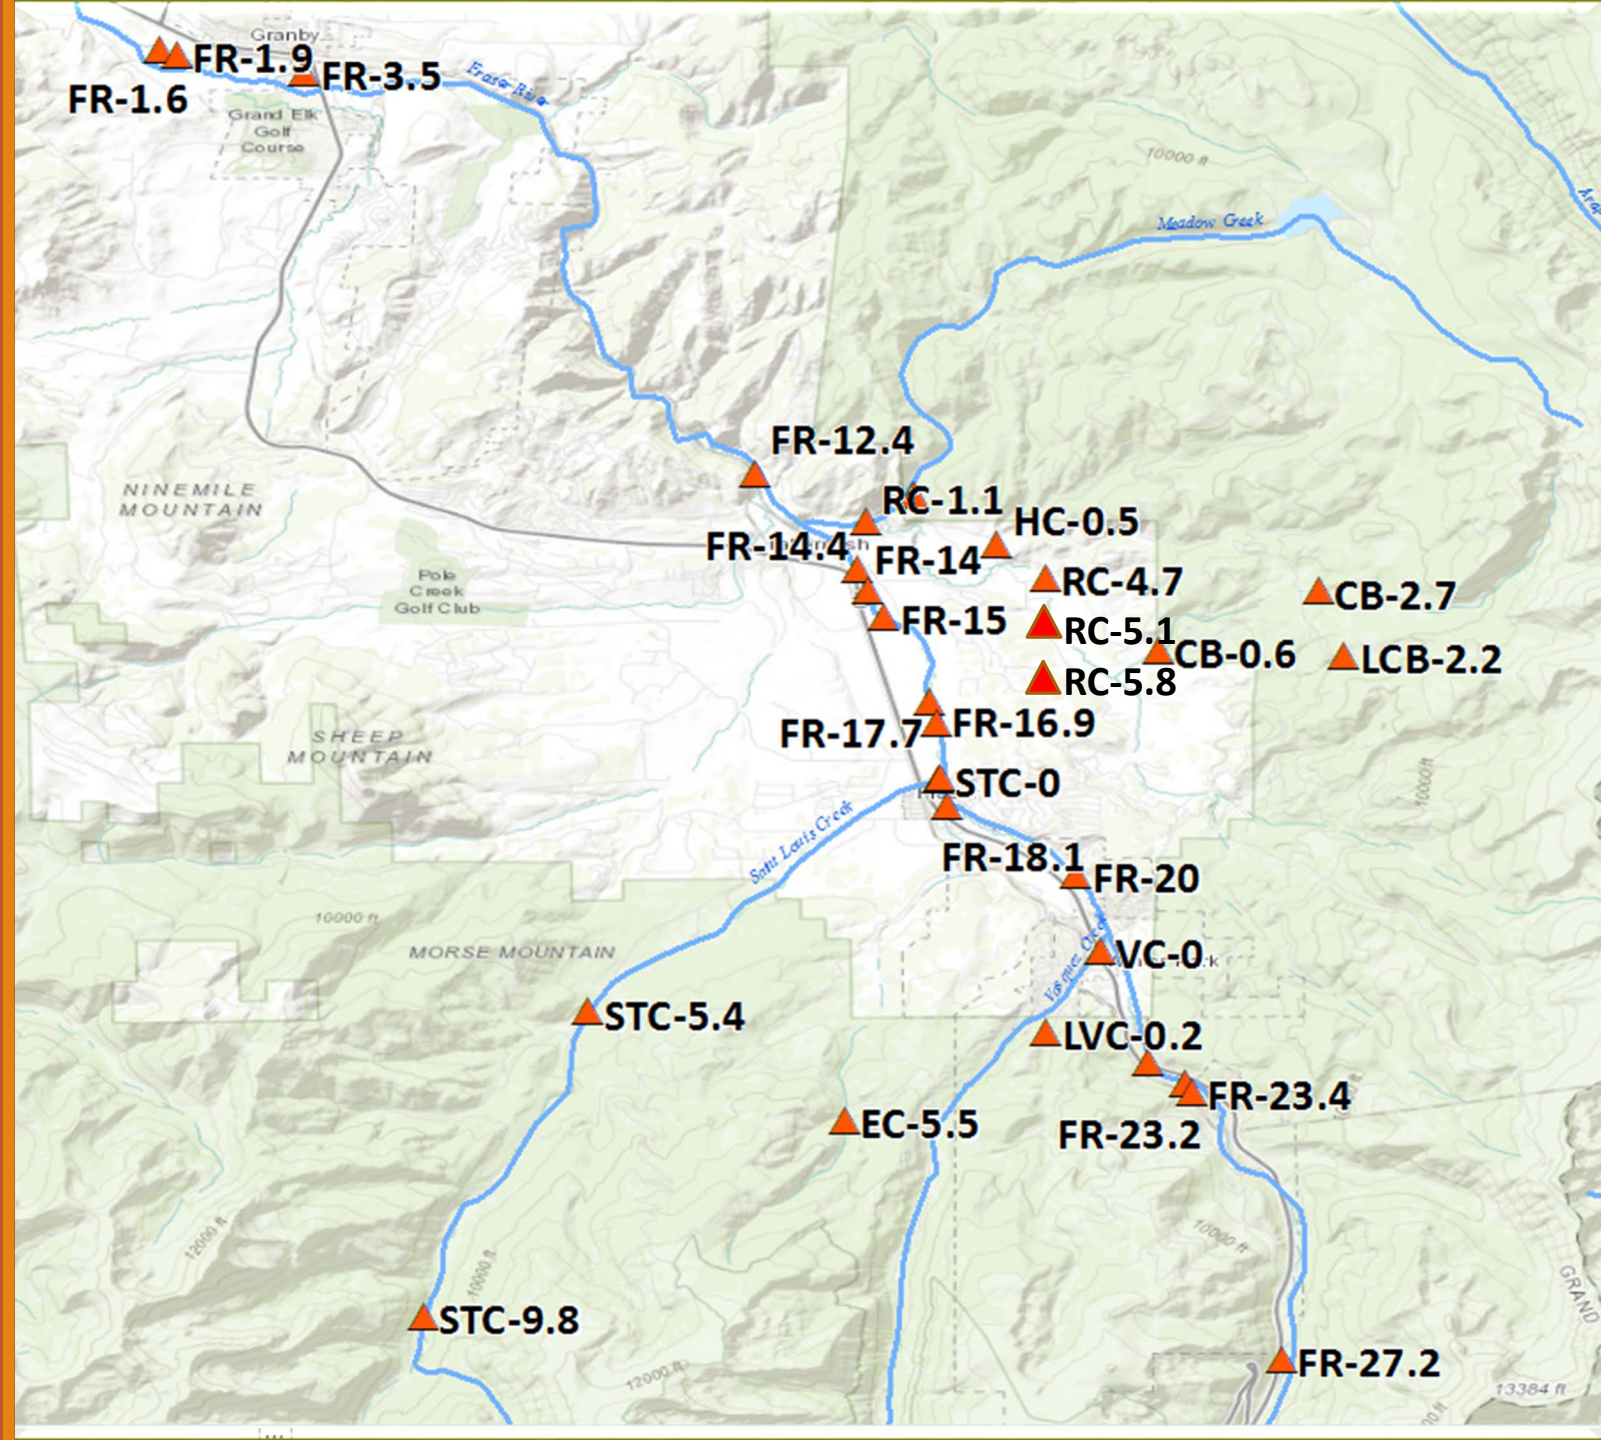 Granby
FR-1.9
FR-3.5
FR-1.6
Fraser River
Grand Elk
Golf
Course
10000 ft
Meadow Creek
FR-12.4
RC-1.1
HC-0.5
FR-14.4
FR-14
NINEMILE
MOUNTAIN
Pole
Creek
Golf Club
RC-4.7
CB-2.7
FR-15
RC-5.1
CB-0.6
LCB-2.2
RC-5.8
FR-17.7
FR-16.9
SHEEP
MOUNTAIN
10000 ft
STC-0
Saint Louis Creek
FR-18.1
FR-20
10000 ft
MORSE MOUNTAIN
Vasquez Creek
VC-0
STC-5.4
LVC-0.2
FR-23.4
EC-5.5
FR-23.2
12000 ft
10000 ft
10000 ft
GRAND
STC-9.8
FR-27.2
12000 ft
13384 ft